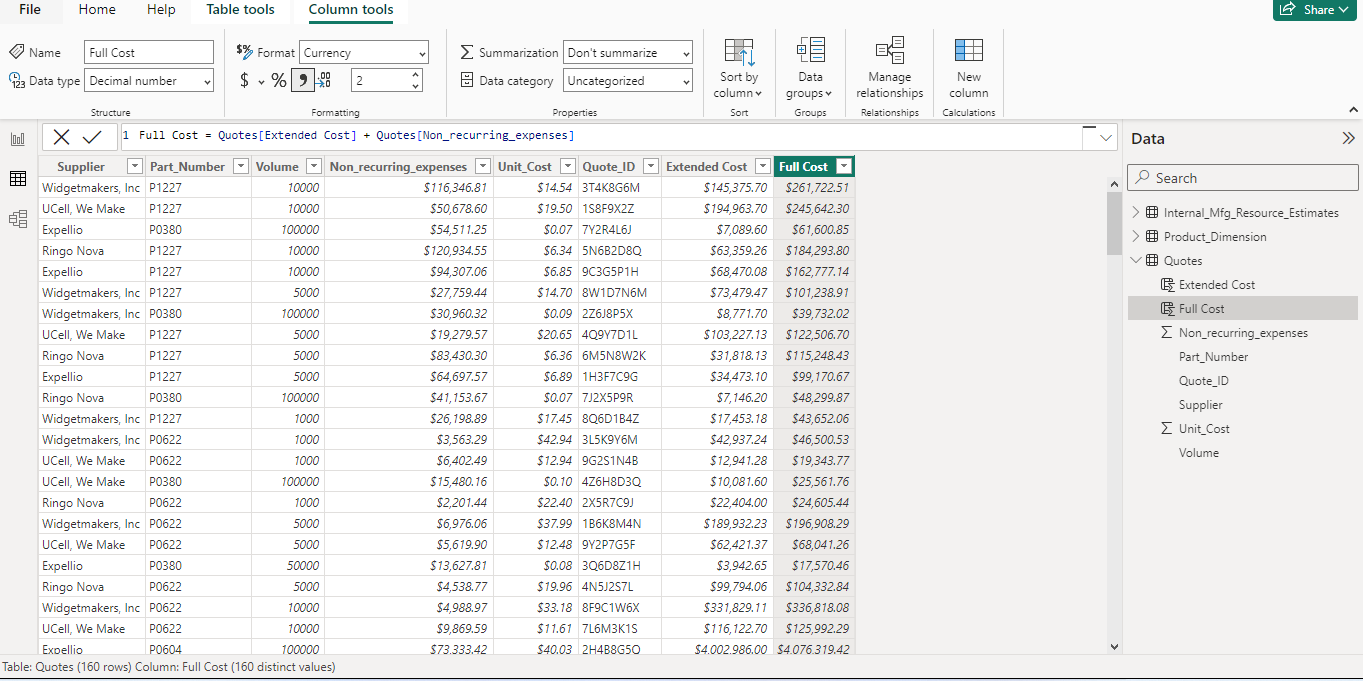 File Home Help Table tools Column tools Share
Name Full Cost $% Format Currency Summarization Don't summarize
Data type Decimal number $ % 9 .00 2 Data category Uncategorized
Sort by column Data groups Manage relationships New column
Structure Formatting Properties Sort Groups Relationships Calculations
1 Full Cost = Quotes[Extended Cost] + Quotes[Non_recurring_expenses]
Supplier Part_Number Volume Non_recurring_expenses Unit_Cost Quote_ID Extended Cost Full Cost
Widgetmakers, Inc P1227 10000 $116,346.81 $14.54 3T4K8G6M $145,375.70 $261,722.51
UCell, We Make P1227 10000 $50,678.60 $19.50 1S8F9X2Z $194,963.70 $245,642.30
Expellio P0380 100000 $54,511.25 $0.07 7Y2R4L6J $7,089.60 $61,600.85
Ringo Nova P1227 10000 $120,934.55 $6.34 5N6B2D8Q $63,359.26 $184,293.80
Expellio P1227 10000 $94,307.06 $6.85 9C3G5P1H $68,470.08 $162,777.14
Widgetmakers, Inc P1227 5000 $27,759.44 $14.70 8W1D7N6M $73,479.47 $101,238.91
Widgetmakers, Inc P0380 100000 $30,960.32 $0.09 2Z6J8P5X $8,771.70 $39,732.02
UCell, We Make P1227 5000 $19,279.57 $20.65 4Q9Y7D1L $103,227.13 $122,506.70
Ringo Nova P1227 5000 $83,430.30 $6.36 6M5N8W2K $31,818.13 $115,248.43
Expellio P1227 5000 $64,697.57 $6.89 1H3F7C9G $34,473.10 $99,170.67
Ringo Nova P0380 100000 $41,153.67 $0.07 7J2X5P9R $7,146.20 $48,299.87
Widgetmakers, Inc P1227 1000 $26,198.89 $17.45 8Q6D1B4Z $17,453.18 $43,652.06
Widgetmakers, Inc P0622 1000 $3,563.29 $42.94 3L5K9Y6M $42,937.24 $46,500.53
UCell, We Make P0622 1000 $6,402.49 $12.94 9G2S1N4B $12,941.28 $19,343.77
UCell, We Make P0380 100000 $15,480.16 $0.10 4Z6H8D3Q $10,081.60 $25,561.76
Ringo Nova P0622 1000 $2,201.44 $22.40 2X5R7C9J $22,404.00 $24,605.44
Widgetmakers, Inc P0622 5000 $6,976.06 $37.99 1B6K8M4N $189,932.23 $196,908.29
UCell, We Make P0622 5000 $5,619.90 $12.48 9Y2P7G5F $62,421.37 $68,041.26
Expellio P0380 50000 $13,627.81 $0.08 3Q6D8Z1H $3,942.65 $17,570.46
Ringo Nova P0622 5000 $4,538.77 $19.96 4N5J2S7L $99,794.06 $104,332.84
Widgetmakers, Inc P0622 10000 $4,988.97 $33.18 8F9C1W6X $331,829.11 $336,818.08
UCell, We Make P0622 10000 $9,869.59 $11.61 7L6M3K1S $116,122.70 $125,992.29
Expellio P0604 100000 $73,333.42 $40.03 2H4B8G5Q $4,002,986.00 $4,076,319.42
Table: Quotes (160 rows) Column: Full Cost (160 distinct values)
Data
Search
Internal_Mfg_Resource_Estimates
Product_Dimension
Quotes
Extended Cost
Full Cost
Non_recurring_expenses
Part_Number
Quote_ID
Supplier
Unit_Cost
Volume